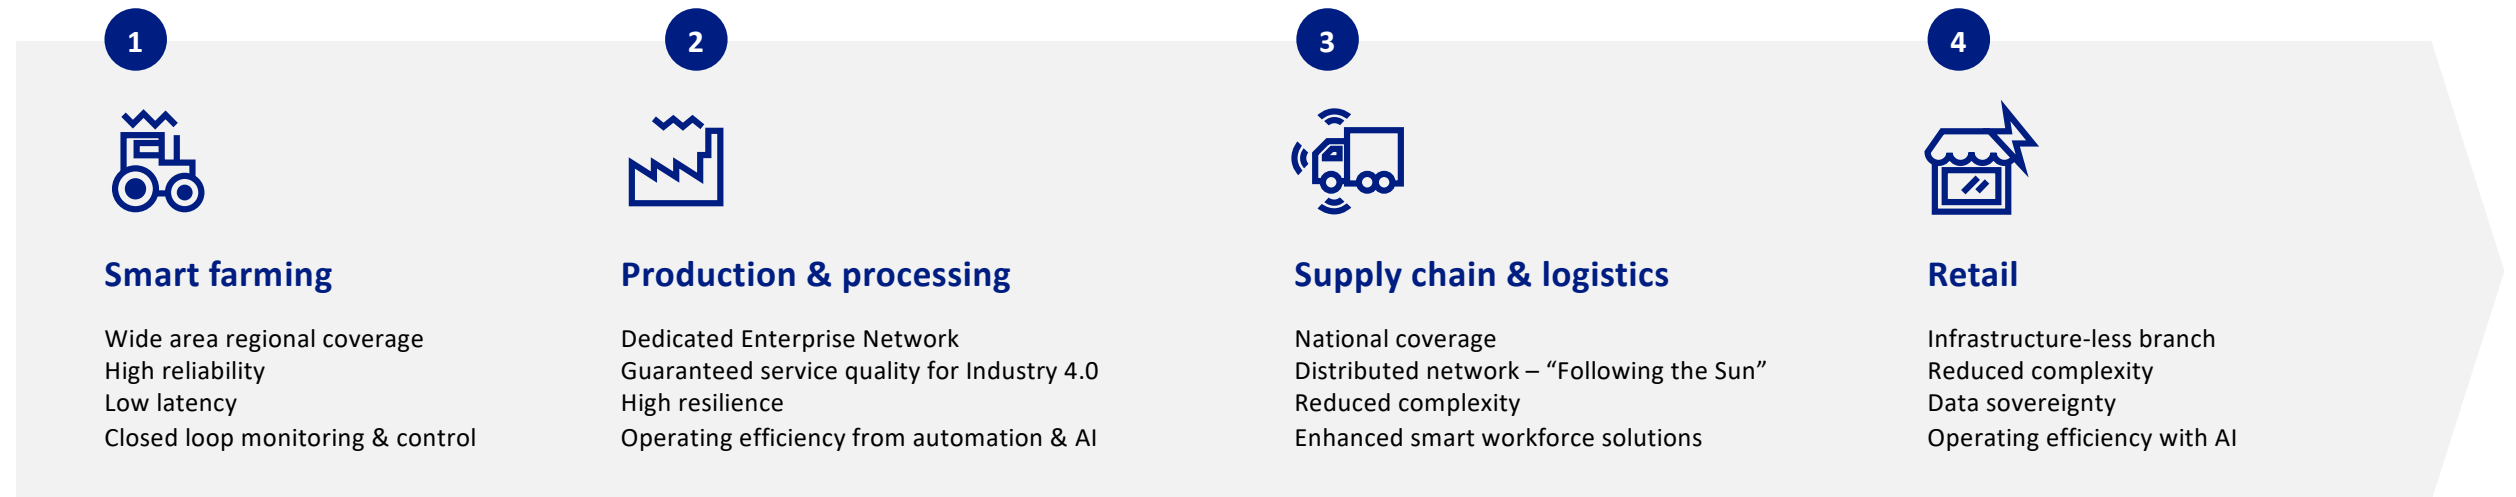 1
Smart farming
Wide area regional coverage
High reliability
Low latency
Closed loop monitoring & control
2
Production & processing
Dedicated Enterprise Network
Guaranteed service quality for Industry 4.0
High resilience
Operating efficiency from automation & AI
3
Supply chain & logistics
National coverage
Distributed network – “Following the Sun”
Reduced complexity
Enhanced smart workforce solutions
4
Retail
Infrastructure-less branch
Reduced complexity
Data sovereignty
Operating efficiency with AI